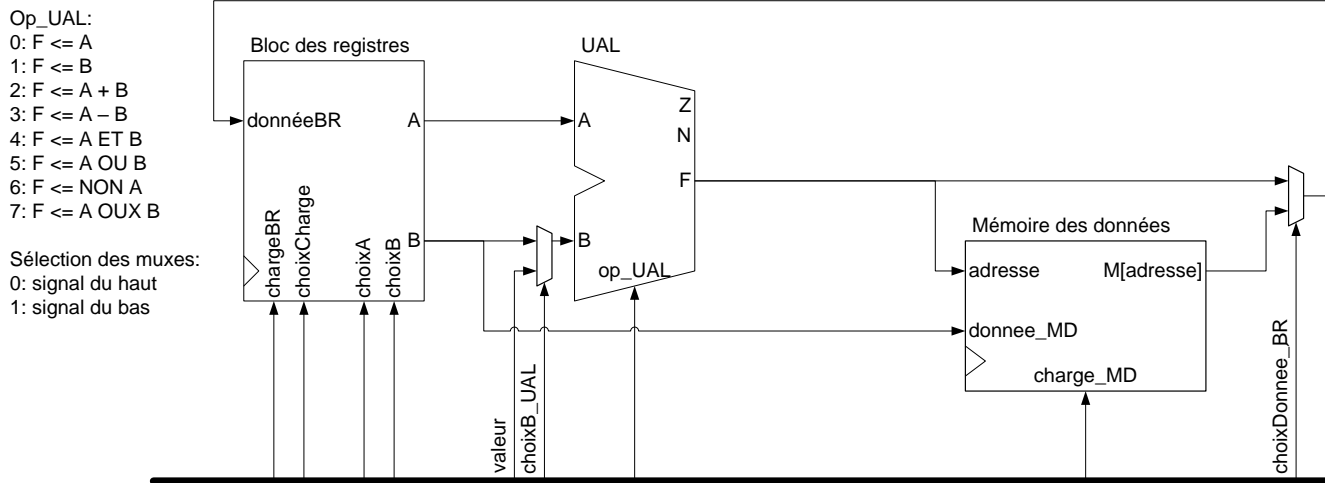 Op_UAL:
0: F <= A
1: F <= B
2: F <= A + B
3: F <= A – B
4: F <= A ET B
5: F <= A OU B
6: F <= NON A
7: F <= A OUX B
Sélection des muxes:
0: signal du haut
1: signal du bas
Bloc des registres
donnéeBR
A
B
chargeBR
choixCharge
choixA
choixB
valeur
choixB_UAL
UAL
A
B
Z
N
F
op_UAL
Mémoire des données
adresse
M[adresse]
donnee_MD
charge_MD
choixDonnee_BR